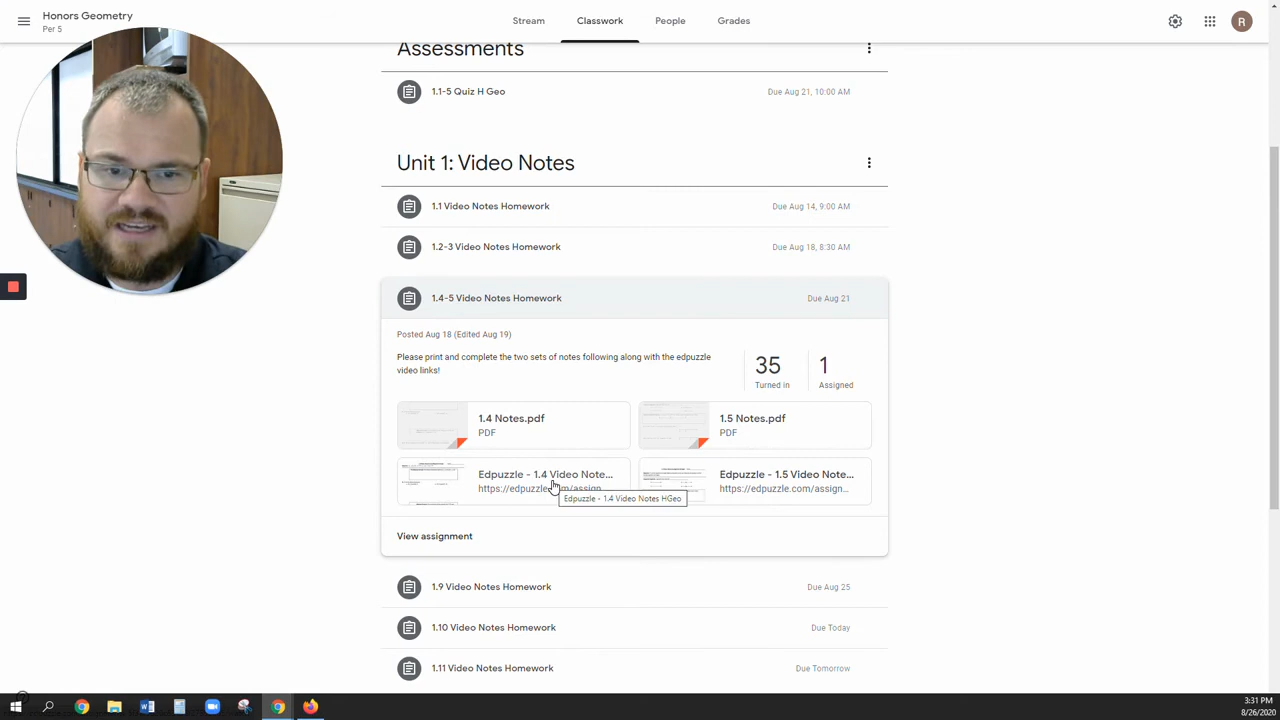 Honors Geometry
Per 5
Stream
Classwork
People
Grades
R
Assessments
1.1-5 Quiz H Geo
Due Aug 21, 10:00 AM
Unit 1: Video Notes
1.1 Video Notes Homework
Due Aug 14, 9:00 AM
1.2-3 Video Notes Homework
Due Aug 18, 8:30 AM
1.4-5 Video Notes Homework
Due Aug 21
Posted Aug 18 (Edited Aug 19)
Please print and complete the two sets of notes following along with the edpuzzle
video links!
35
Turned in
1
Assigned
1.4 Notes.pdf
PDF
1.5 Notes.pdf
PDF
Edpuzzle - 1.4 Video Note...
https://edpuzzle.com/assign...
Edpuzzle - 1.5 Video Note...
https://edpuzzle.com/assign...
Edpuzzle - 1.4 Video Notes HGeo
View assignment
1.9 Video Notes Homework
Due Aug 25
1.10 Video Notes Homework
Due Today
1.11 Video Notes Homework
Due Tomorrow
3:31 PM
8/26/2020